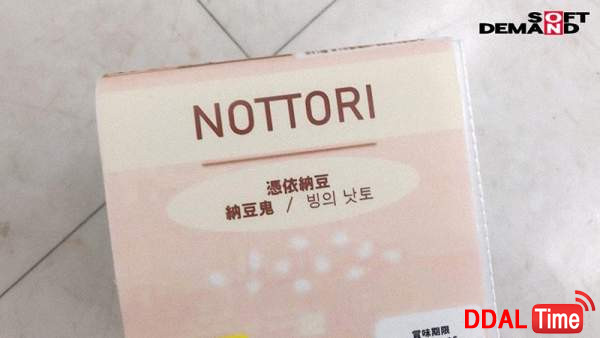 SOFT
DEMAND
NOTTORI
憑依納豆
納豆鬼 / 빙의 낫토
賞味期限
DDAL Time